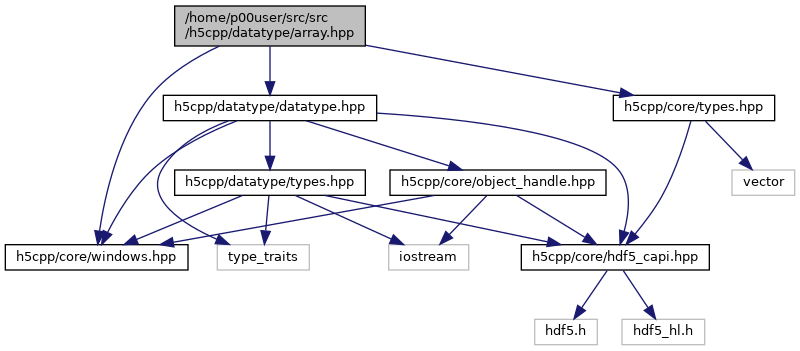 /home/p00user/src/src
/h5cpp/datatype/array.hpp
h5cpp/datatype/datatype.hpp
h5cpp/core/types.hpp
h5cpp/datatype/types.hpp
h5cpp/core/object_handle.hpp
vector
h5cpp/core/windows.hpp
type_traits
iostream
h5cpp/core/hdf5_capi.hpp
hdf5.h
hdf5_hl.h